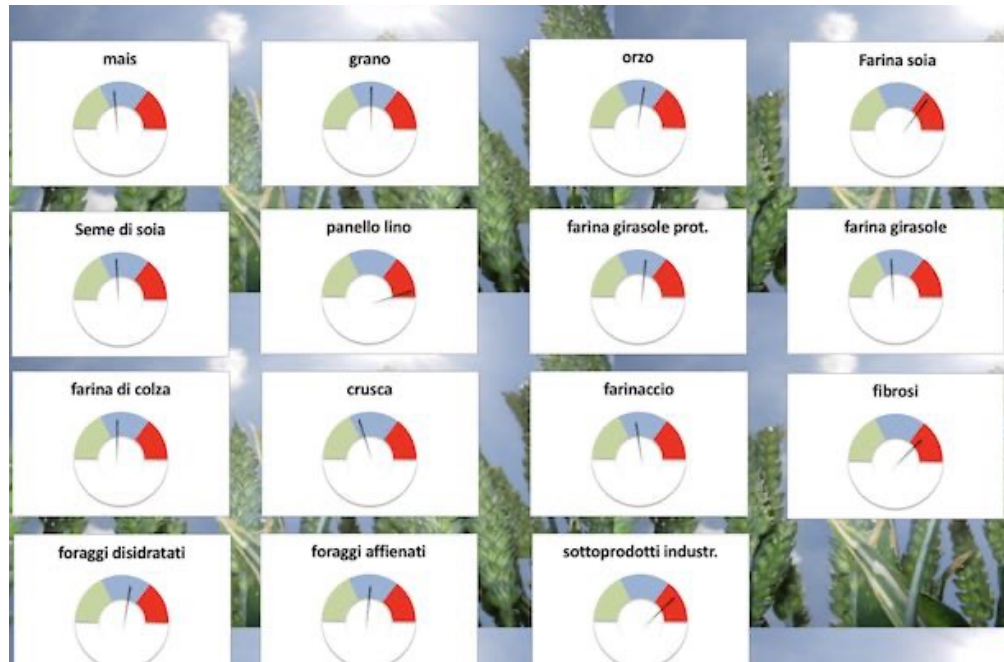 mais
grano
orzo
Farina soia
Seme di soia
panello lino
farina girasole prot.
farina girasole
farina di colza
crusca
farinaccio
fibrosi
foraggi disidratati
foraggi affienati
sottoprodotti industr.